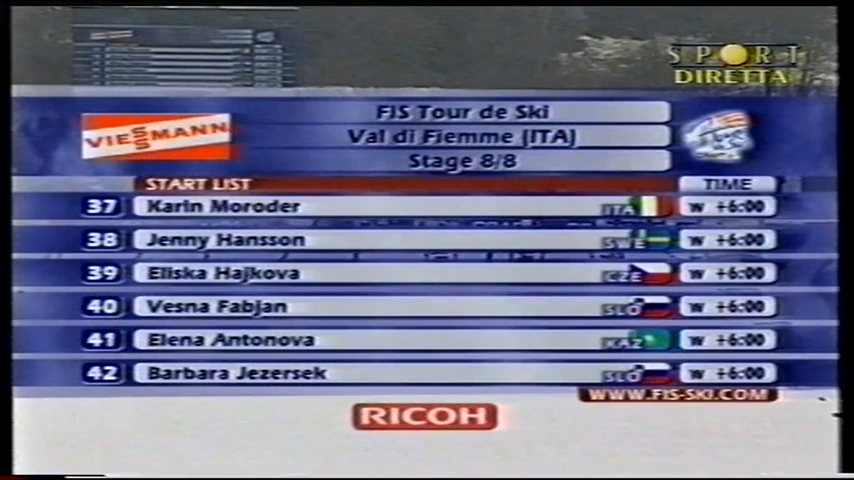 SPORT
DIRETTA
VIESSMANN
FIS Tour de Ski
Val di Fiemme (ITA)
Stage 8/8
START LIST TIME
37 Karin Moroder ITA W +6:00
38 Jenny Hansson SWE W +6:00
39 Eliska Hajkova CZE W +6:00
40 Vesna Fabjan SLO W +6:00
41 Elena Antonova KAZ W +6:00
42 Barbara Jezersek SLO W +6:00
WWW.FIS-SKI.COM
RICOH